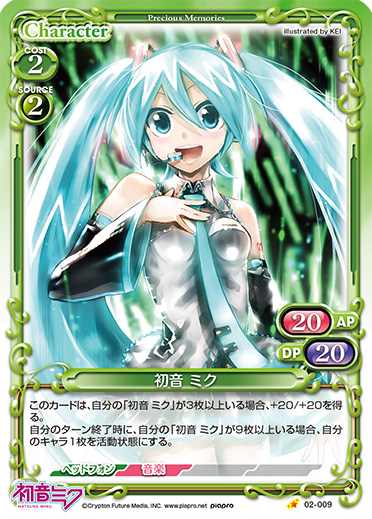 Precious Memories
Character
illustrated by KEI
COST
2
SOURCE
2
20 AP
DP 20
初音 ミク
このカードは、自分の「初音 ミク」が3枚以上いる場合、+20/+20を得
る。
自分のターン終了時に、自分の「初音 ミク」が9枚以上いる場合、自分
のキャラ1枚を活動状態にする。
ヘッドフォン 音楽
初音ミク
HATSUNE MIKU
©Crypton Future Media, INC. www.piapro.net piapro
02-009